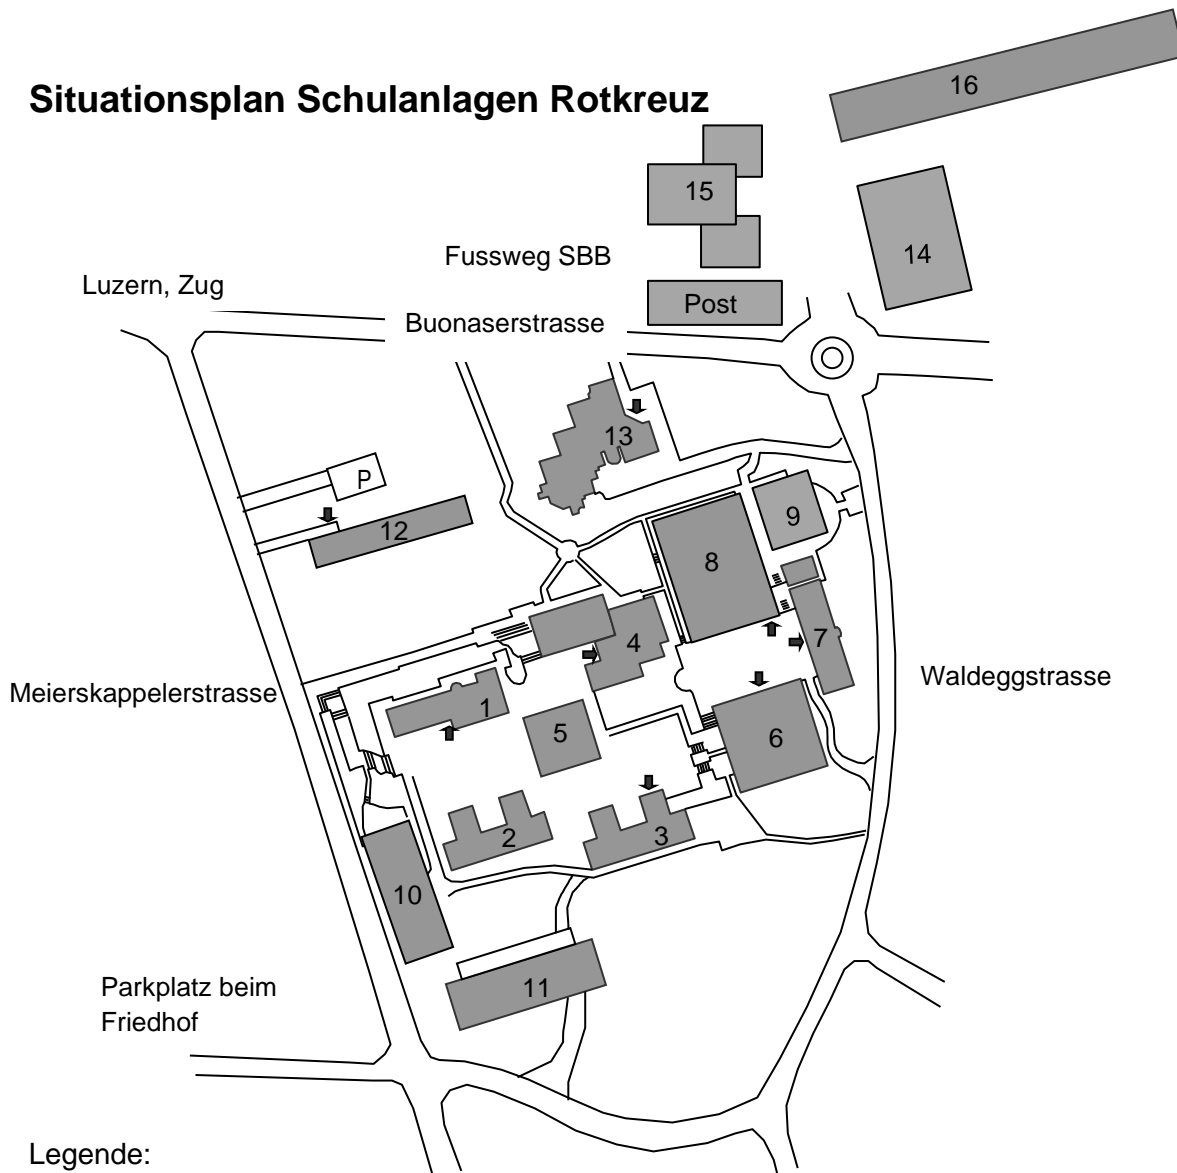 16
Situationsplan Schulanlagen Rotkreuz
15
14
Fussweg SBB
Luzern, Zug
Post
Buonaserstrasse
13
P
12
9
8
7
4
Waldeggstrasse
Meierskappelerstrasse
1
5
6
2
3
10
11
Parkplatz beim
Friedhof
Legende: